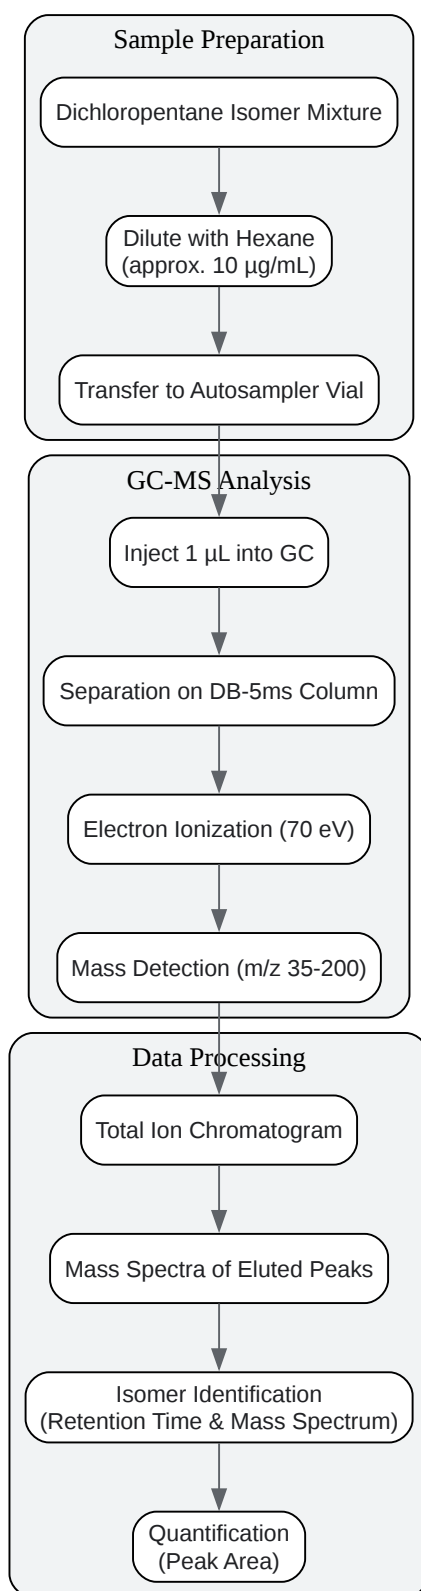 Sample Preparation
Dichloropentane Isomer Mixture
Dilute with Hexane
(approx. 10 µg/mL)
Transfer to Autosampler Vial
GC-MS Analysis
Inject 1 µL into GC
Separation on DB-5ms Column
Electron Ionization (70 eV)
Mass Detection (m/z 35-200)
Data Processing
Total Ion Chromatogram
Mass Spectra of Eluted Peaks
Isomer Identification
(Retention Time & Mass Spectrum)
Quantification
(Peak Area)